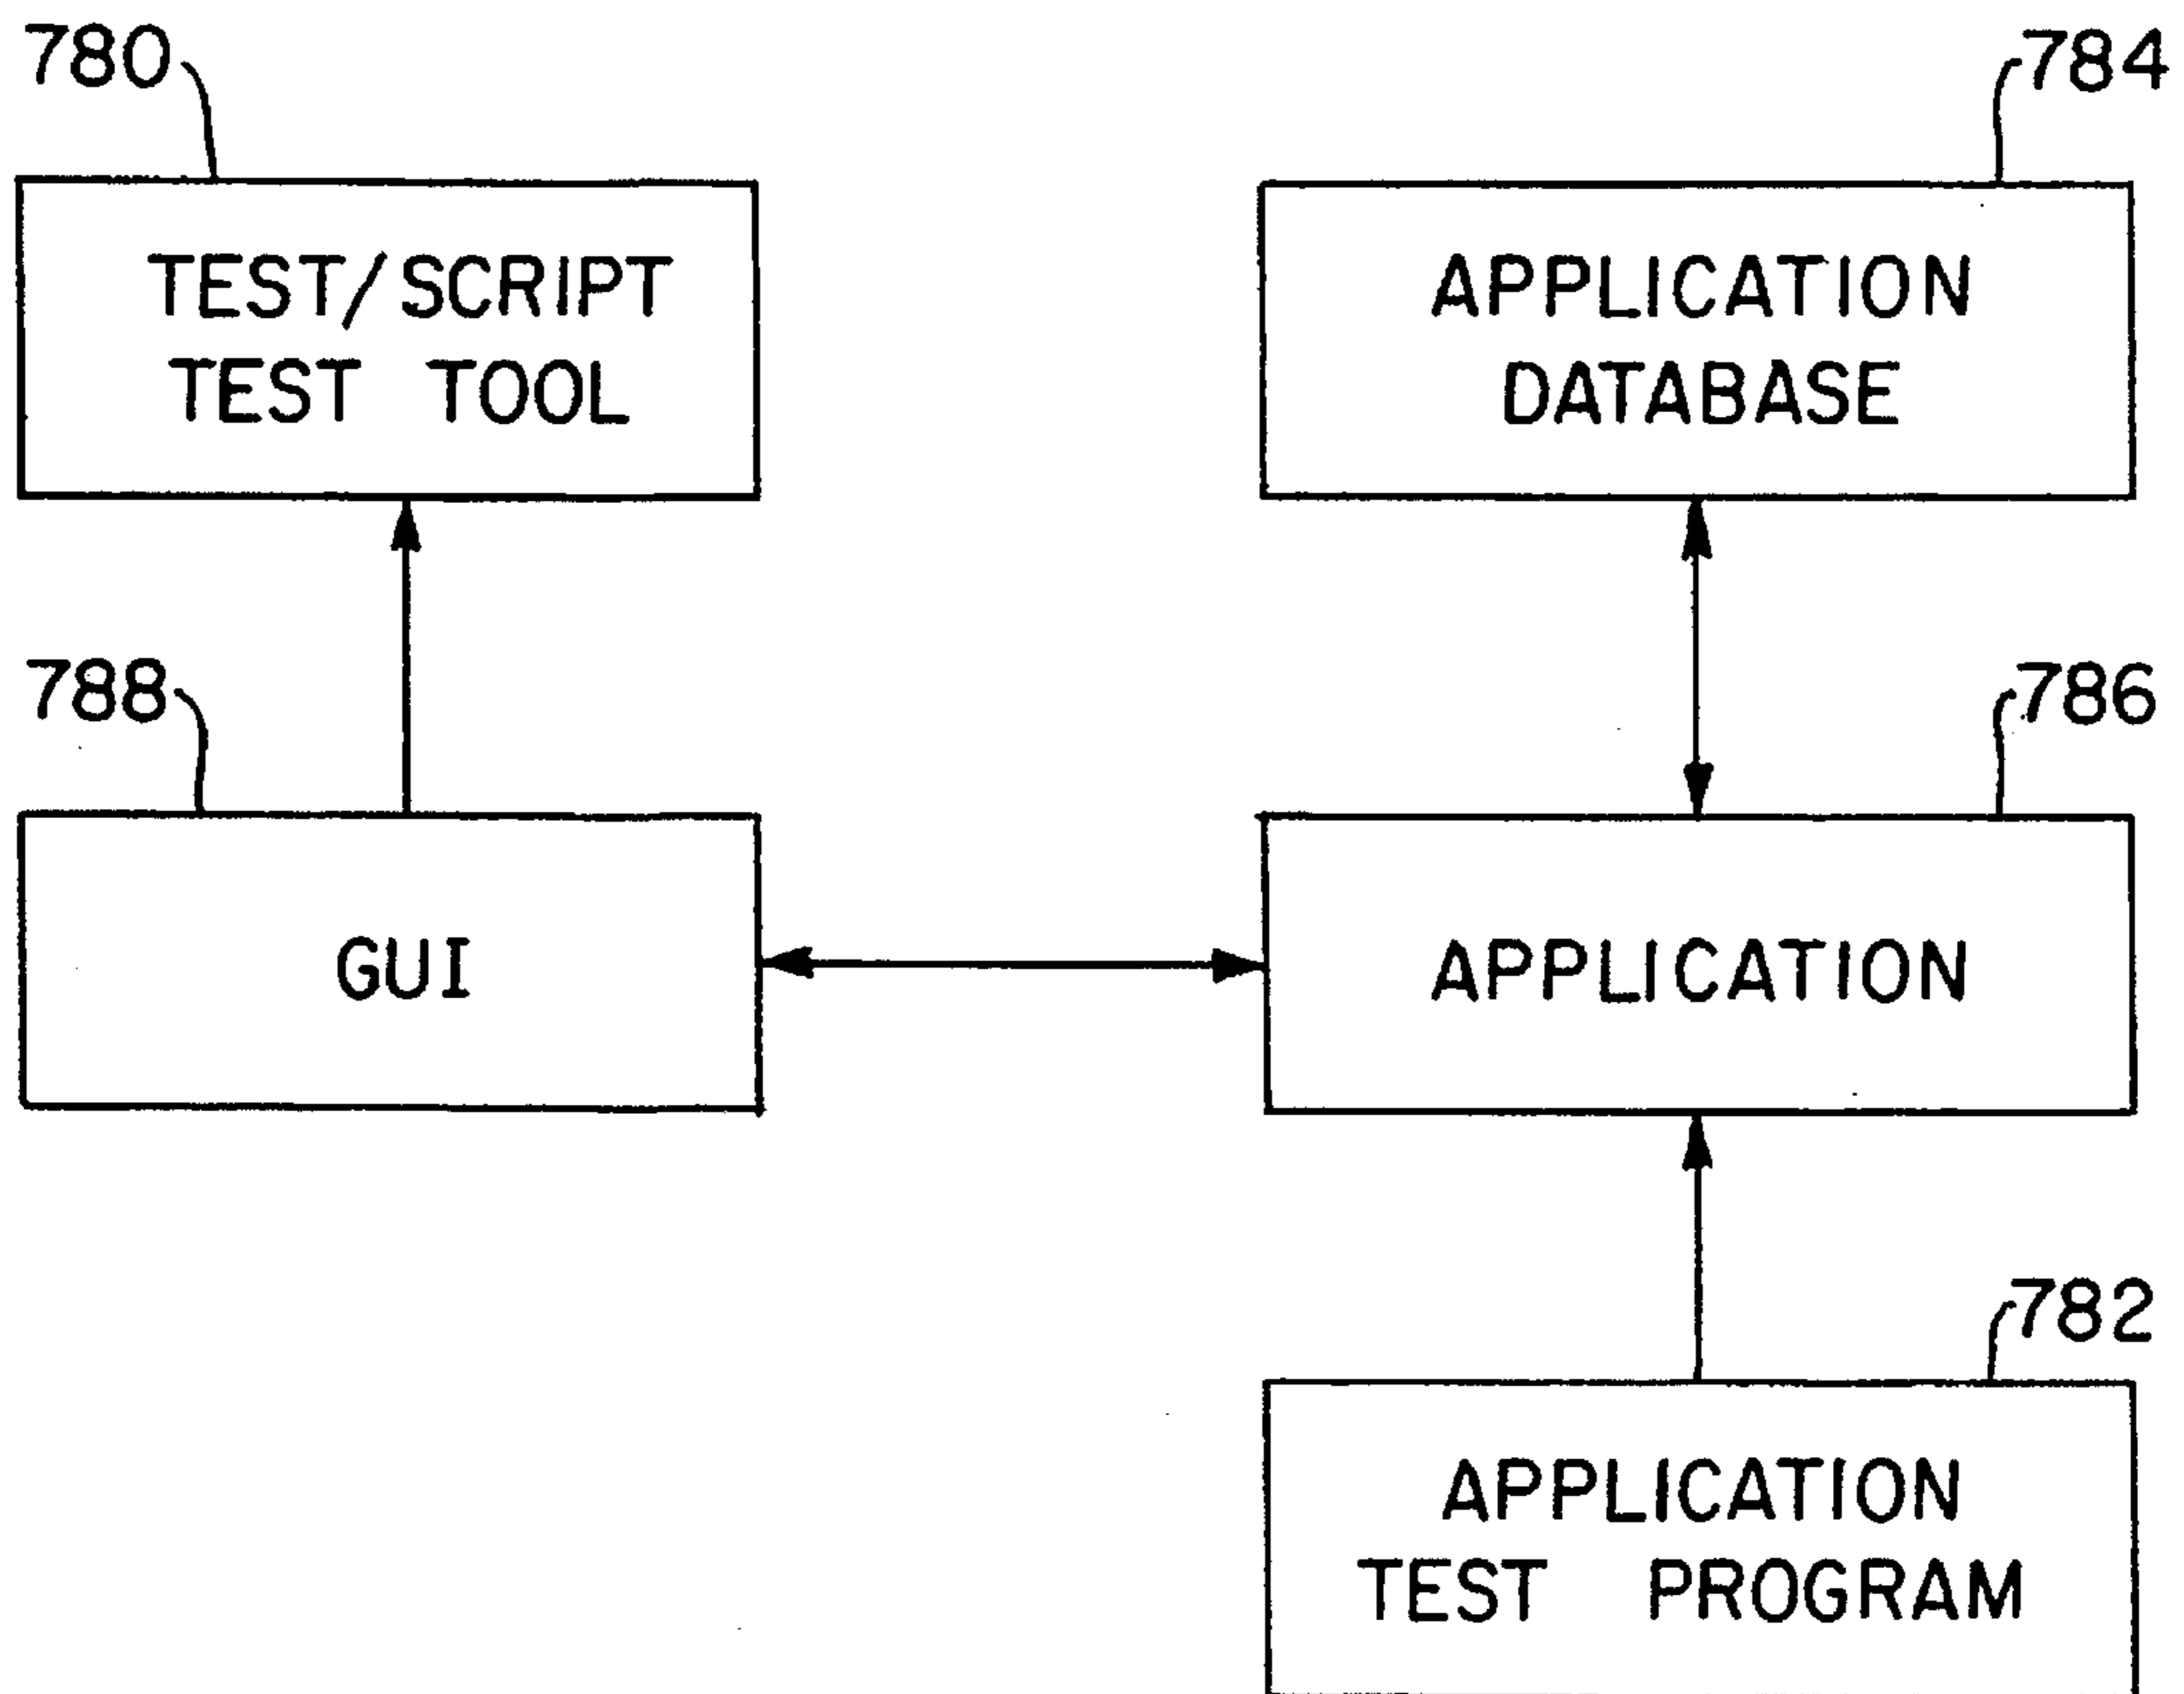 780
784
TEST/SCRIPT
TEST TOOL
APPLICATION
DATABASE
788
786
GUI
APPLICATION
782
APPLICATION
TEST PROGRAM